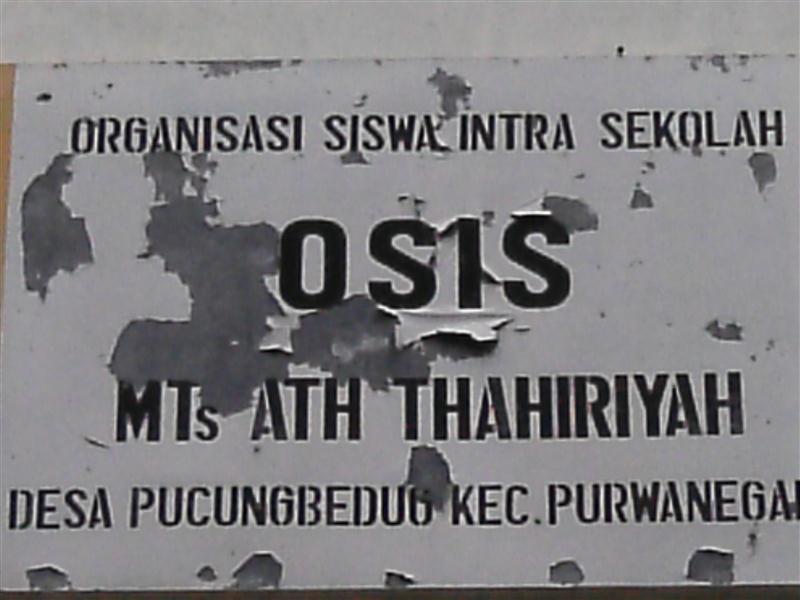 ORGANISASI SISWA INTRA SEKOLAH
OSIS
MTs ATH THAHIRIYAH
DESA PUCUNGBEDUG KEC.PURWANEGA